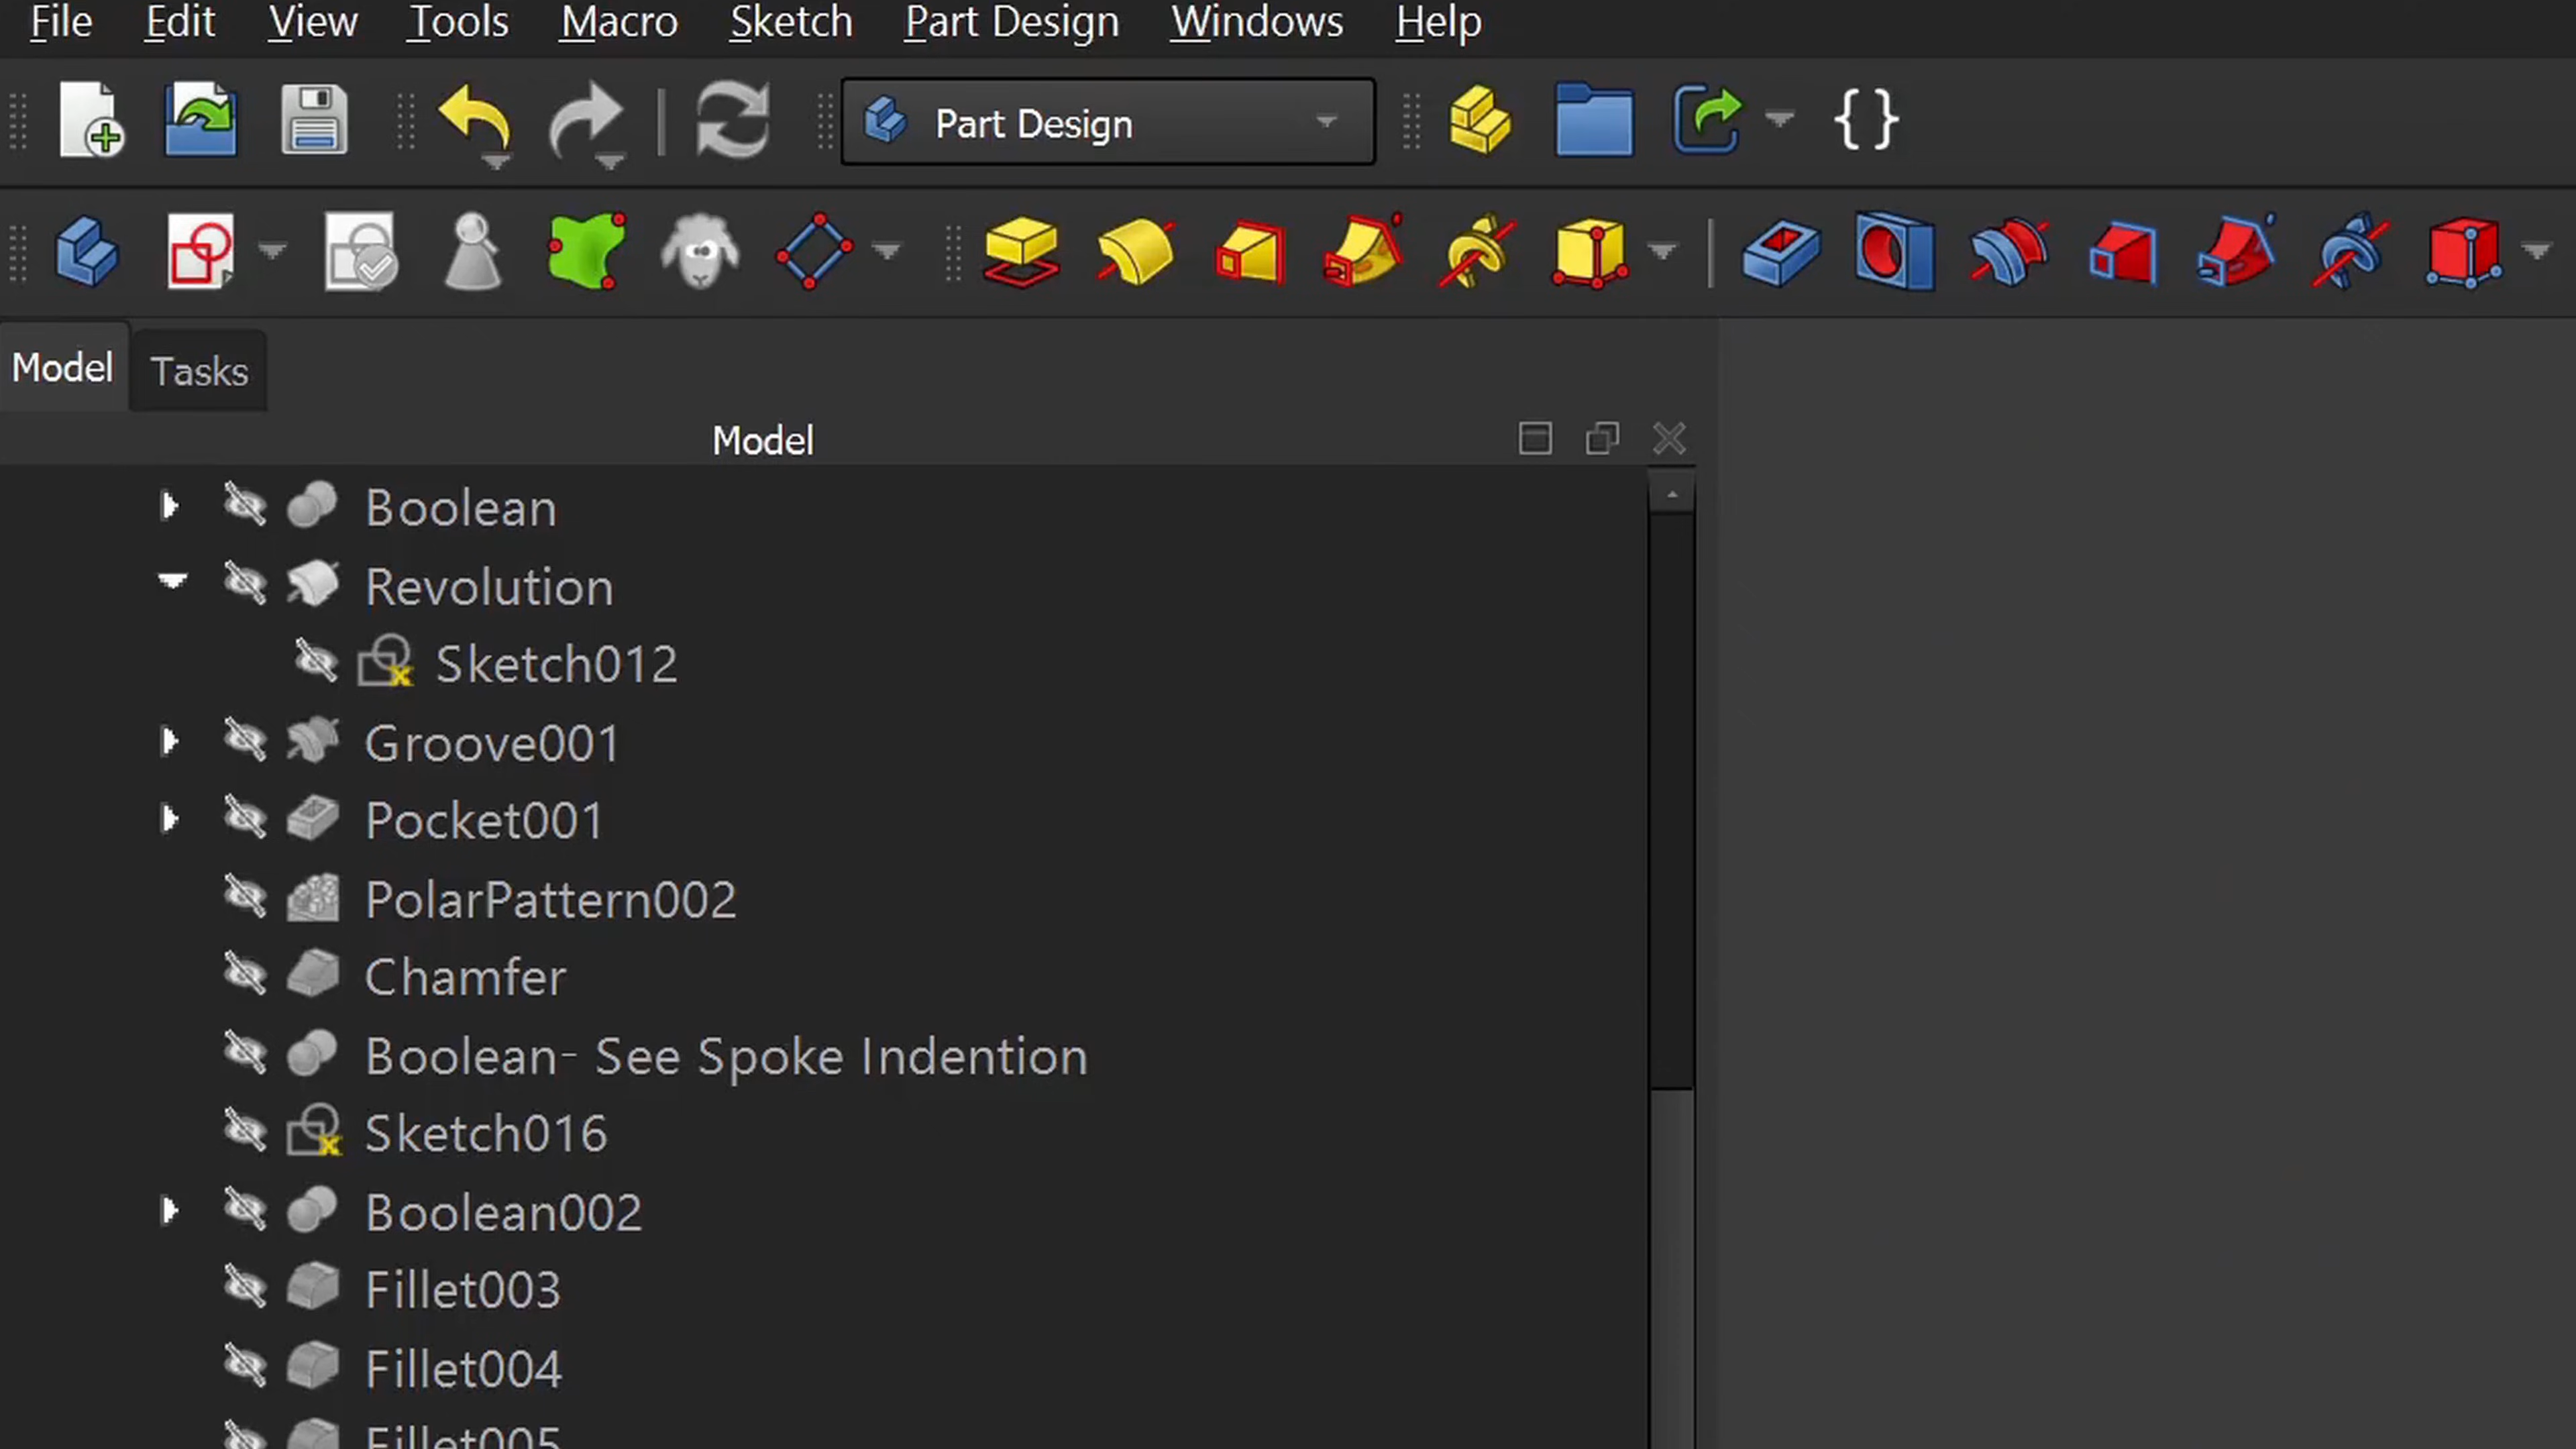 File Edit View Tools Macro Sketch Part Design Windows Help
Part Design {}
Model Tasks
Model
Boolean
Revolution
Sketch012
Groove001
Pocket001
PolarPattern002
Chamfer
Boolean- See Spoke Indention
Sketch016
Boolean002
Fillet003
Fillet004
Fillet005